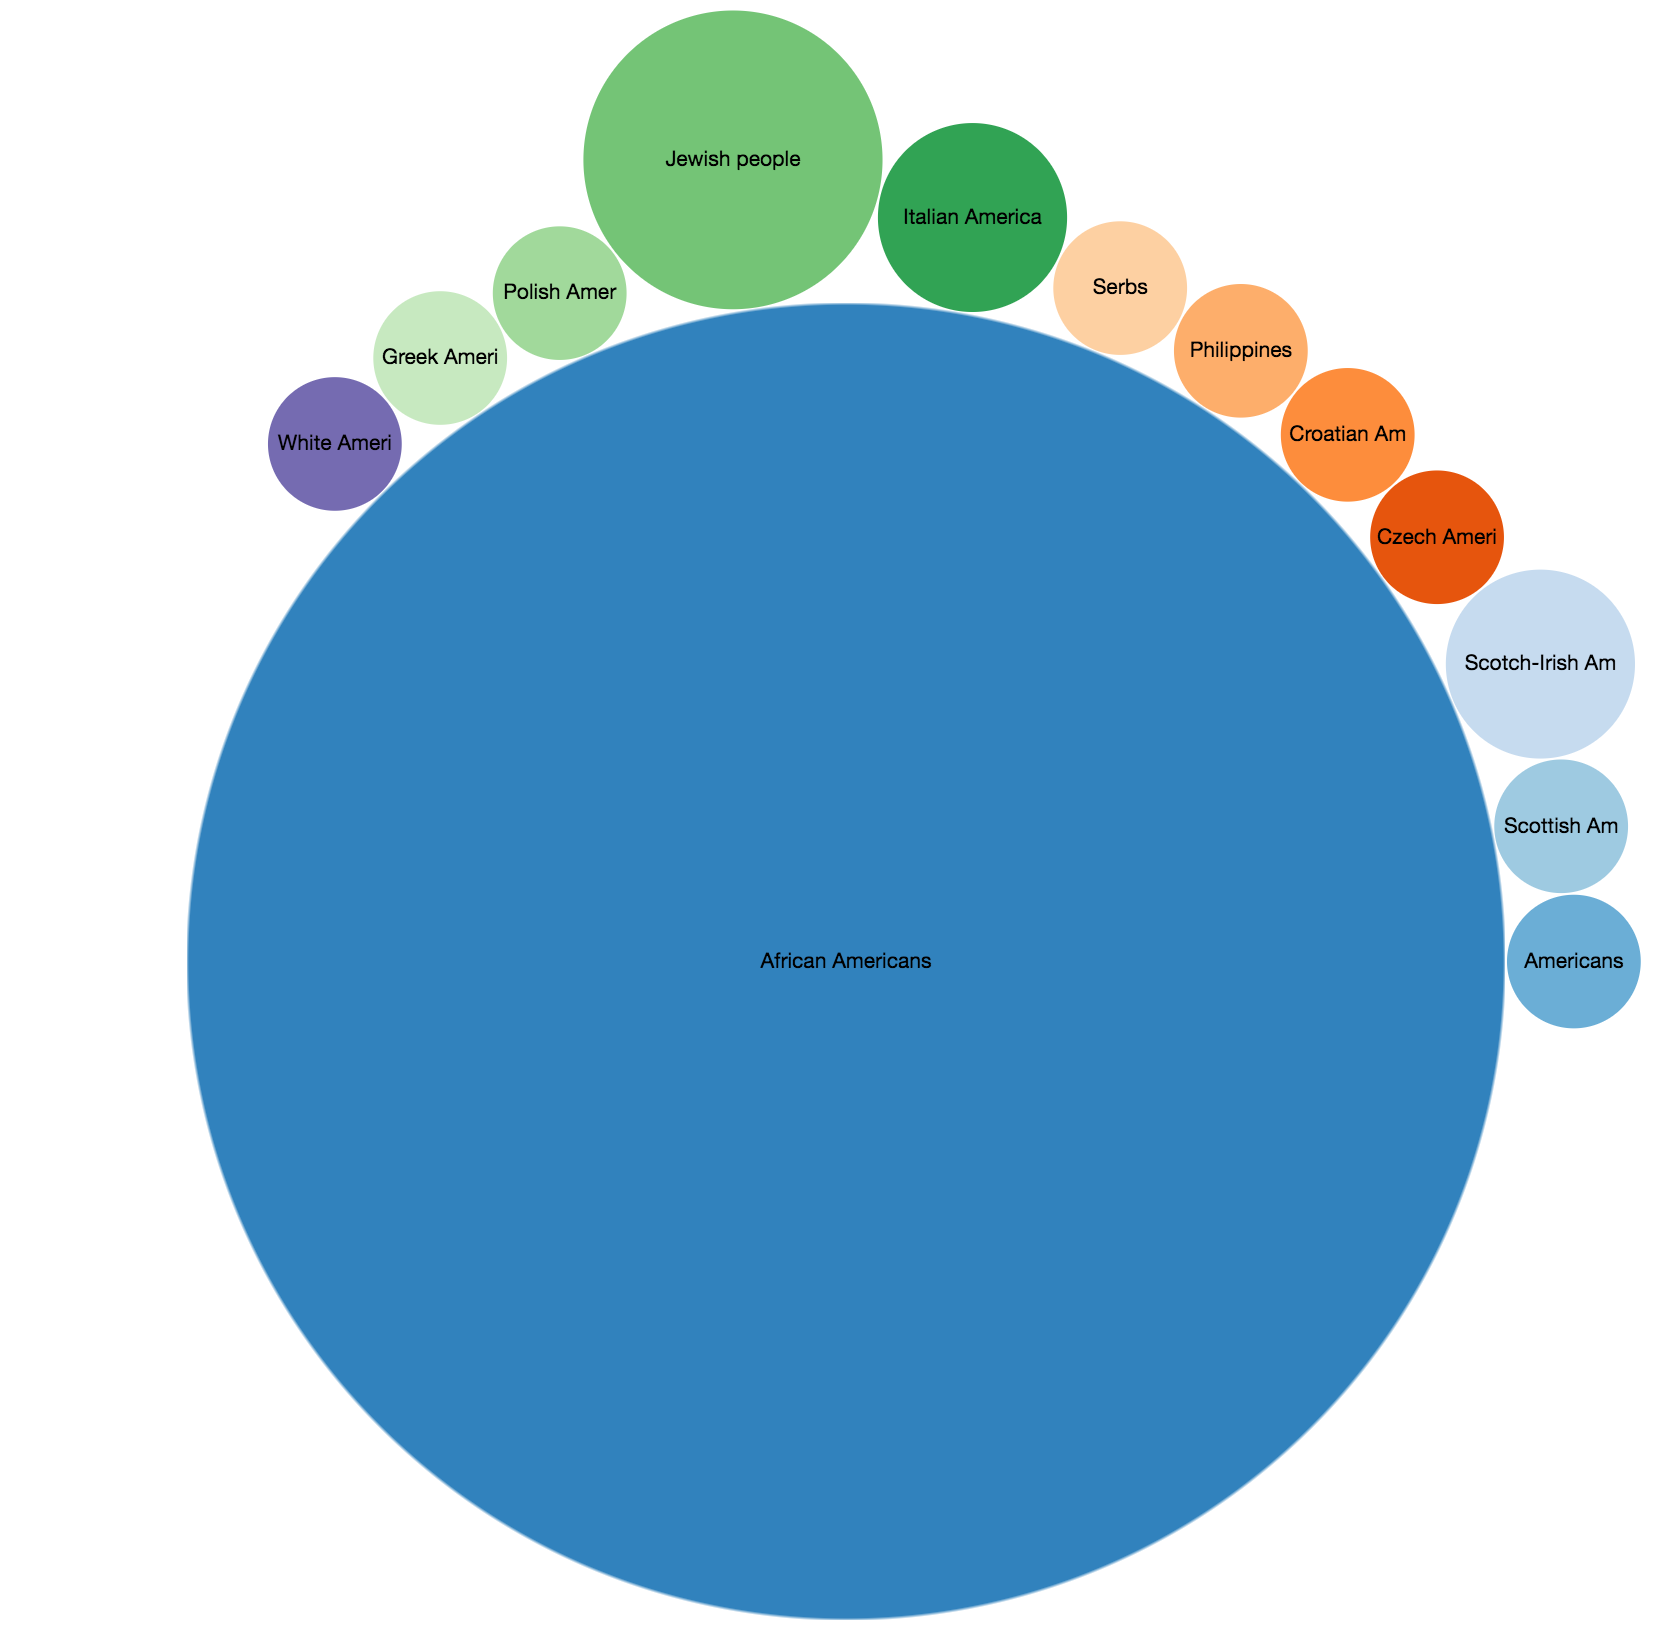 Jewish people
Italian America
Serbs
Polish Amer
Philippines
Greek Ameri
Croatian Am
White Ameri
Czech Ameri
Scotch-Irish Am
Scottish Am
African Americans
Americans